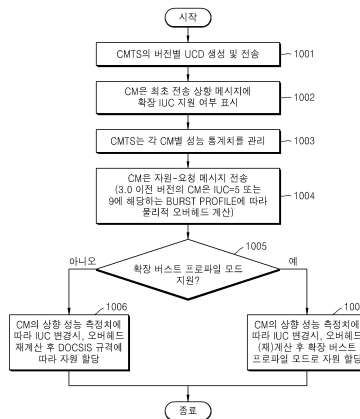 시작
CMTS의 버전별 UCD 생성 및 전송
1001
CM은 최초 전송 상향 메시지에
확장 IUC 지원 여부 표시
1002
CMTS는 각 CM별 성능 통계치를 관리
1003
CM은 자원-요청 메시지 전송
(3.0 이전 버전의 CM은 IUC=5 또는
9에 해당하는 BURST PROFILE에 따라
물리적 오버헤드 계산)
1004
1005
아니오
예
확장 버스트 프로파일 모드
지원?
1006
CM의 상향 성능 측정치에
따라 IUC 변경시, 오버헤드
재계산 후 DOCSIS 규격에
따라 자원 할당
100
CM의 상향 성능 측정치에
따라 IUC 변경시, 오버헤드
(재)계산 후 확장 버스트
프로파일 모드로 자원 할당
종료